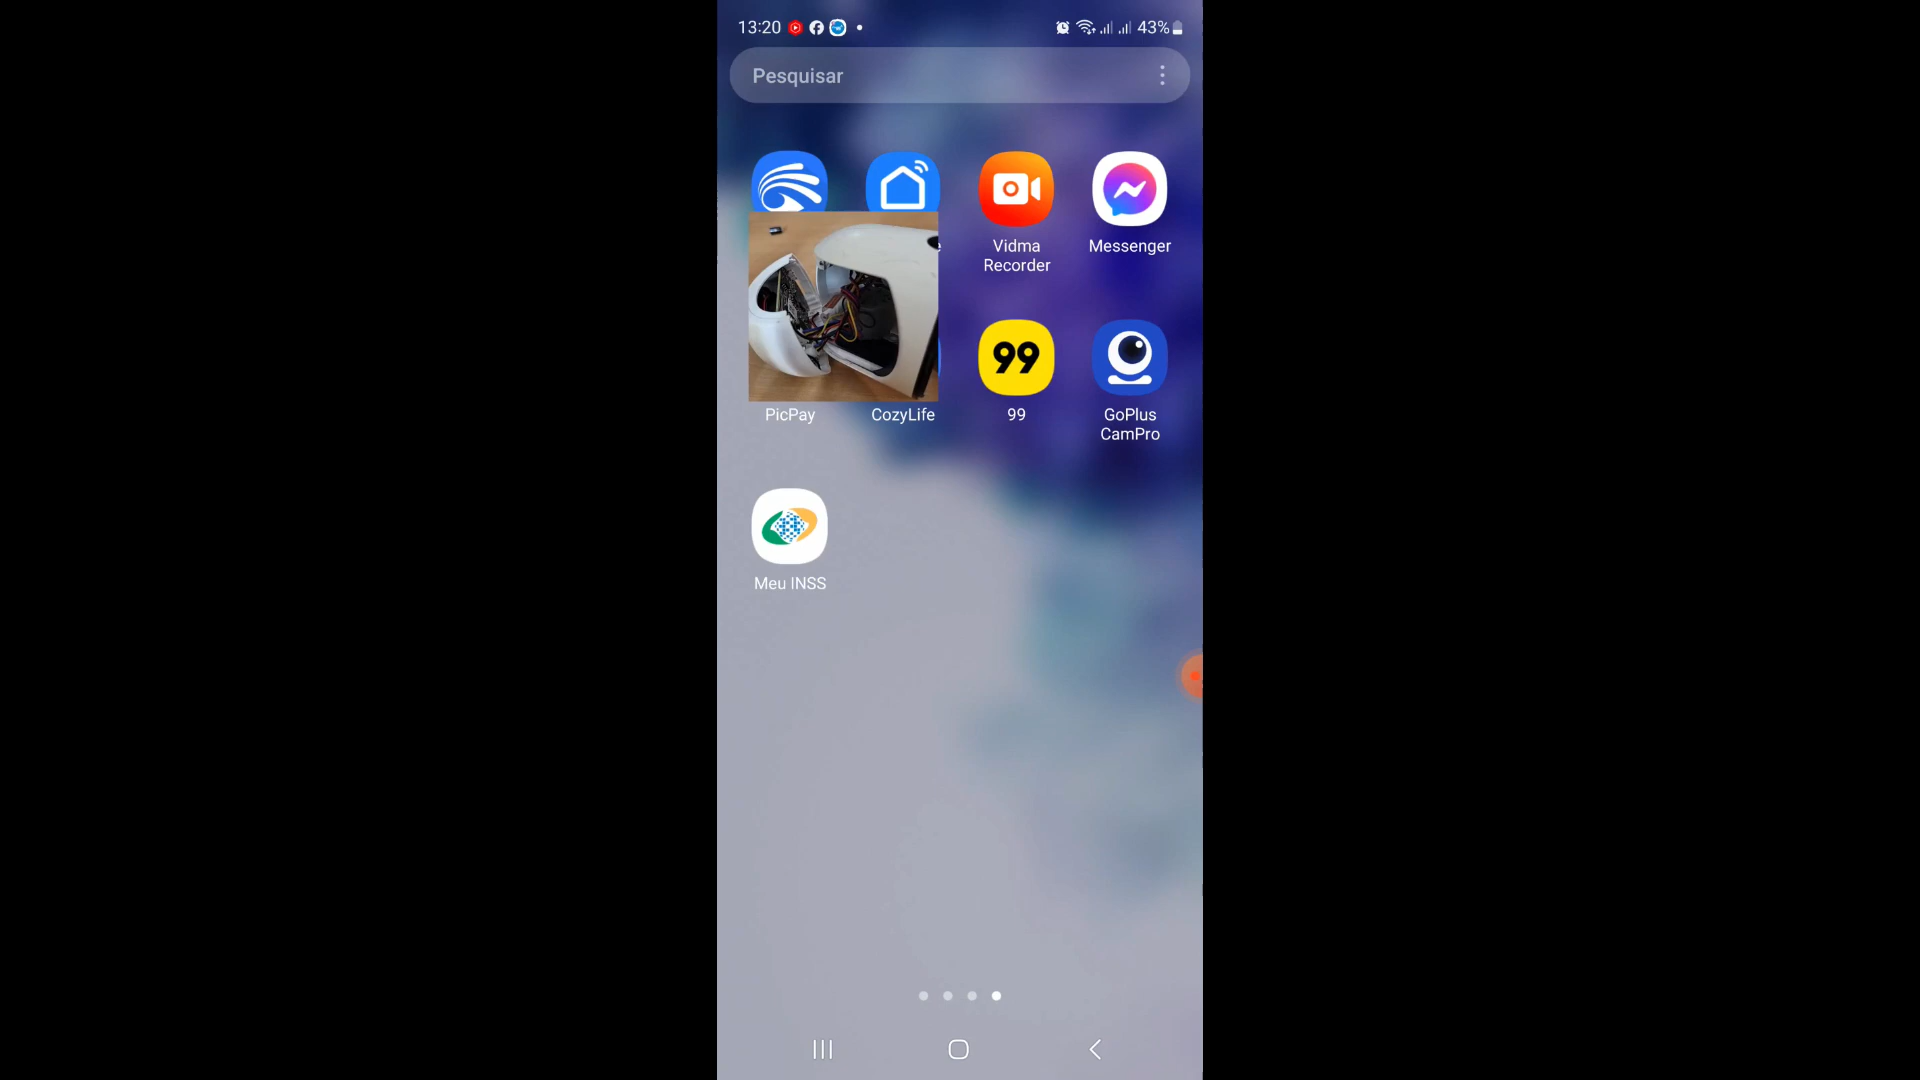 13:20
43%
Pesquisar
Vidma
Recorder
Messenger
99
PicPay
CozyLife
99
GoPlus
CamPro
Meu INSS